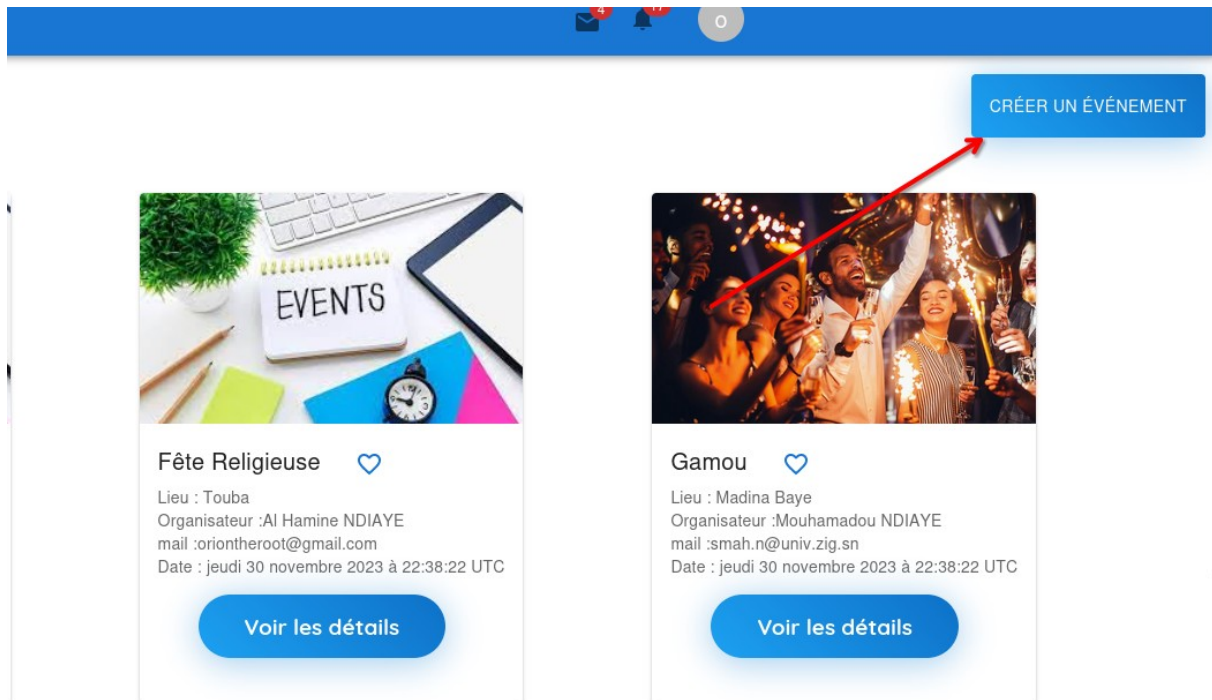 4 17 O
CRÉER UN ÉVÉNEMENT
EVENTS
Fête Religieuse
Lieu : Touba
Organisateur :Al Hamine NDIAYE
mail :oriontheroot@gmail.com
Date : jeudi 30 novembre 2023 à 22:38:22 UTC
Voir les détails
Gamou
Lieu : Madina Baye
Organisateur :Mouhamadou NDIAYE
mail :smah.n@univ.zig.sn
Date : jeudi 30 novembre 2023 à 22:38:22 UTC
Voir les détails